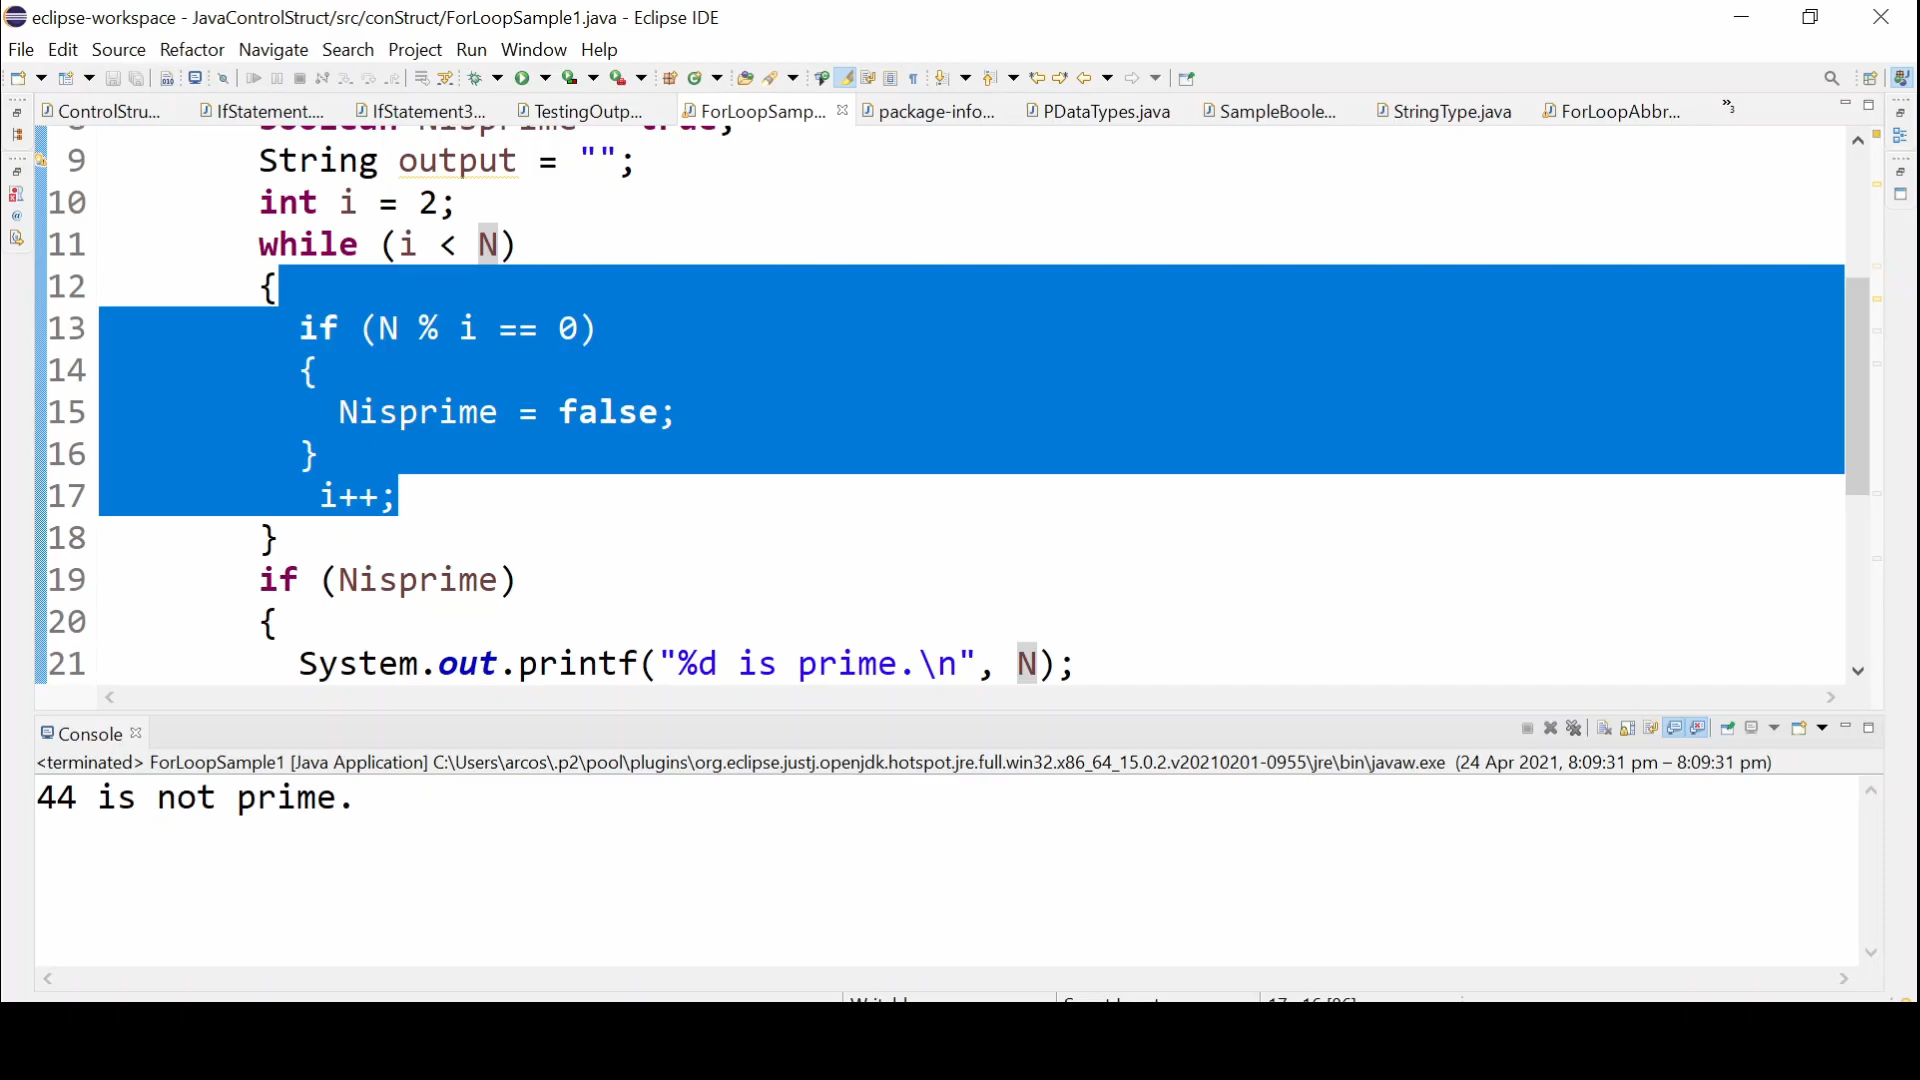 eclipse-workspace - JavaControlStruct/src/conStruct/ForLoopSample1.java - Eclipse IDE
File Edit Source Refactor Navigate Search Project Run Window Help
ControlStru... IfStatement.... IfStatement3... TestingOutp... ForLoopSamp... package-info... PDataTypes.java SampleBoole... StringType.java ForLoopAbbr... »3
boolean Nisprime = true;
9 String output = "";
10 int i = 2;
11 while (i < N)
12 {
13 if (N % i == 0)
14 {
15 Nisprime = false;
16 }
17 i++;
18 }
19 if (Nisprime)
20 {
21 System.out.printf("%d is prime.\n", N);
Console
<terminated> ForLoopSample1 [Java Application] C:\Users\arcos\.p2\pool\plugins\org.eclipse.justj.openjdk.hotspot.jre.full.win32.x86_64_15.0.2.v20210201-0955\jre\bin\javaw.exe (24 Apr 2021, 8:09:31 pm – 8:09:31 pm)
44 is not prime.